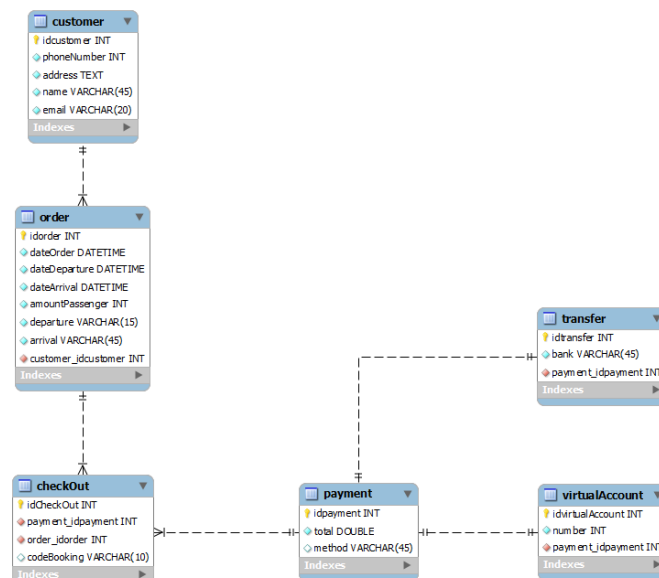 customer
idcustomer INT
phoneNumber INT
address TEXT
name VARCHAR(45)
email VARCHAR(20)
Indexes
order
idorder INT
dateOrder DATETIME
dateDeparture DATETIME
dateArrival DATETIME
amountPassenger INT
departure VARCHAR(15)
arrival VARCHAR(45)
customer_idcustomer INT
Indexes
transfer
idtransfer INT
bank VARCHAR(45)
payment_idpayment INT
Indexes
checkOut
idCheckOut INT
payment_idpayment INT
order_idorder INT
codeBooking VARCHAR(10)
Indexes
payment
idpayment INT
total DOUBLE
method VARCHAR(45)
Indexes
virtualAccount
idvirtualAccount INT
number INT
payment_idpayment INT
Indexes